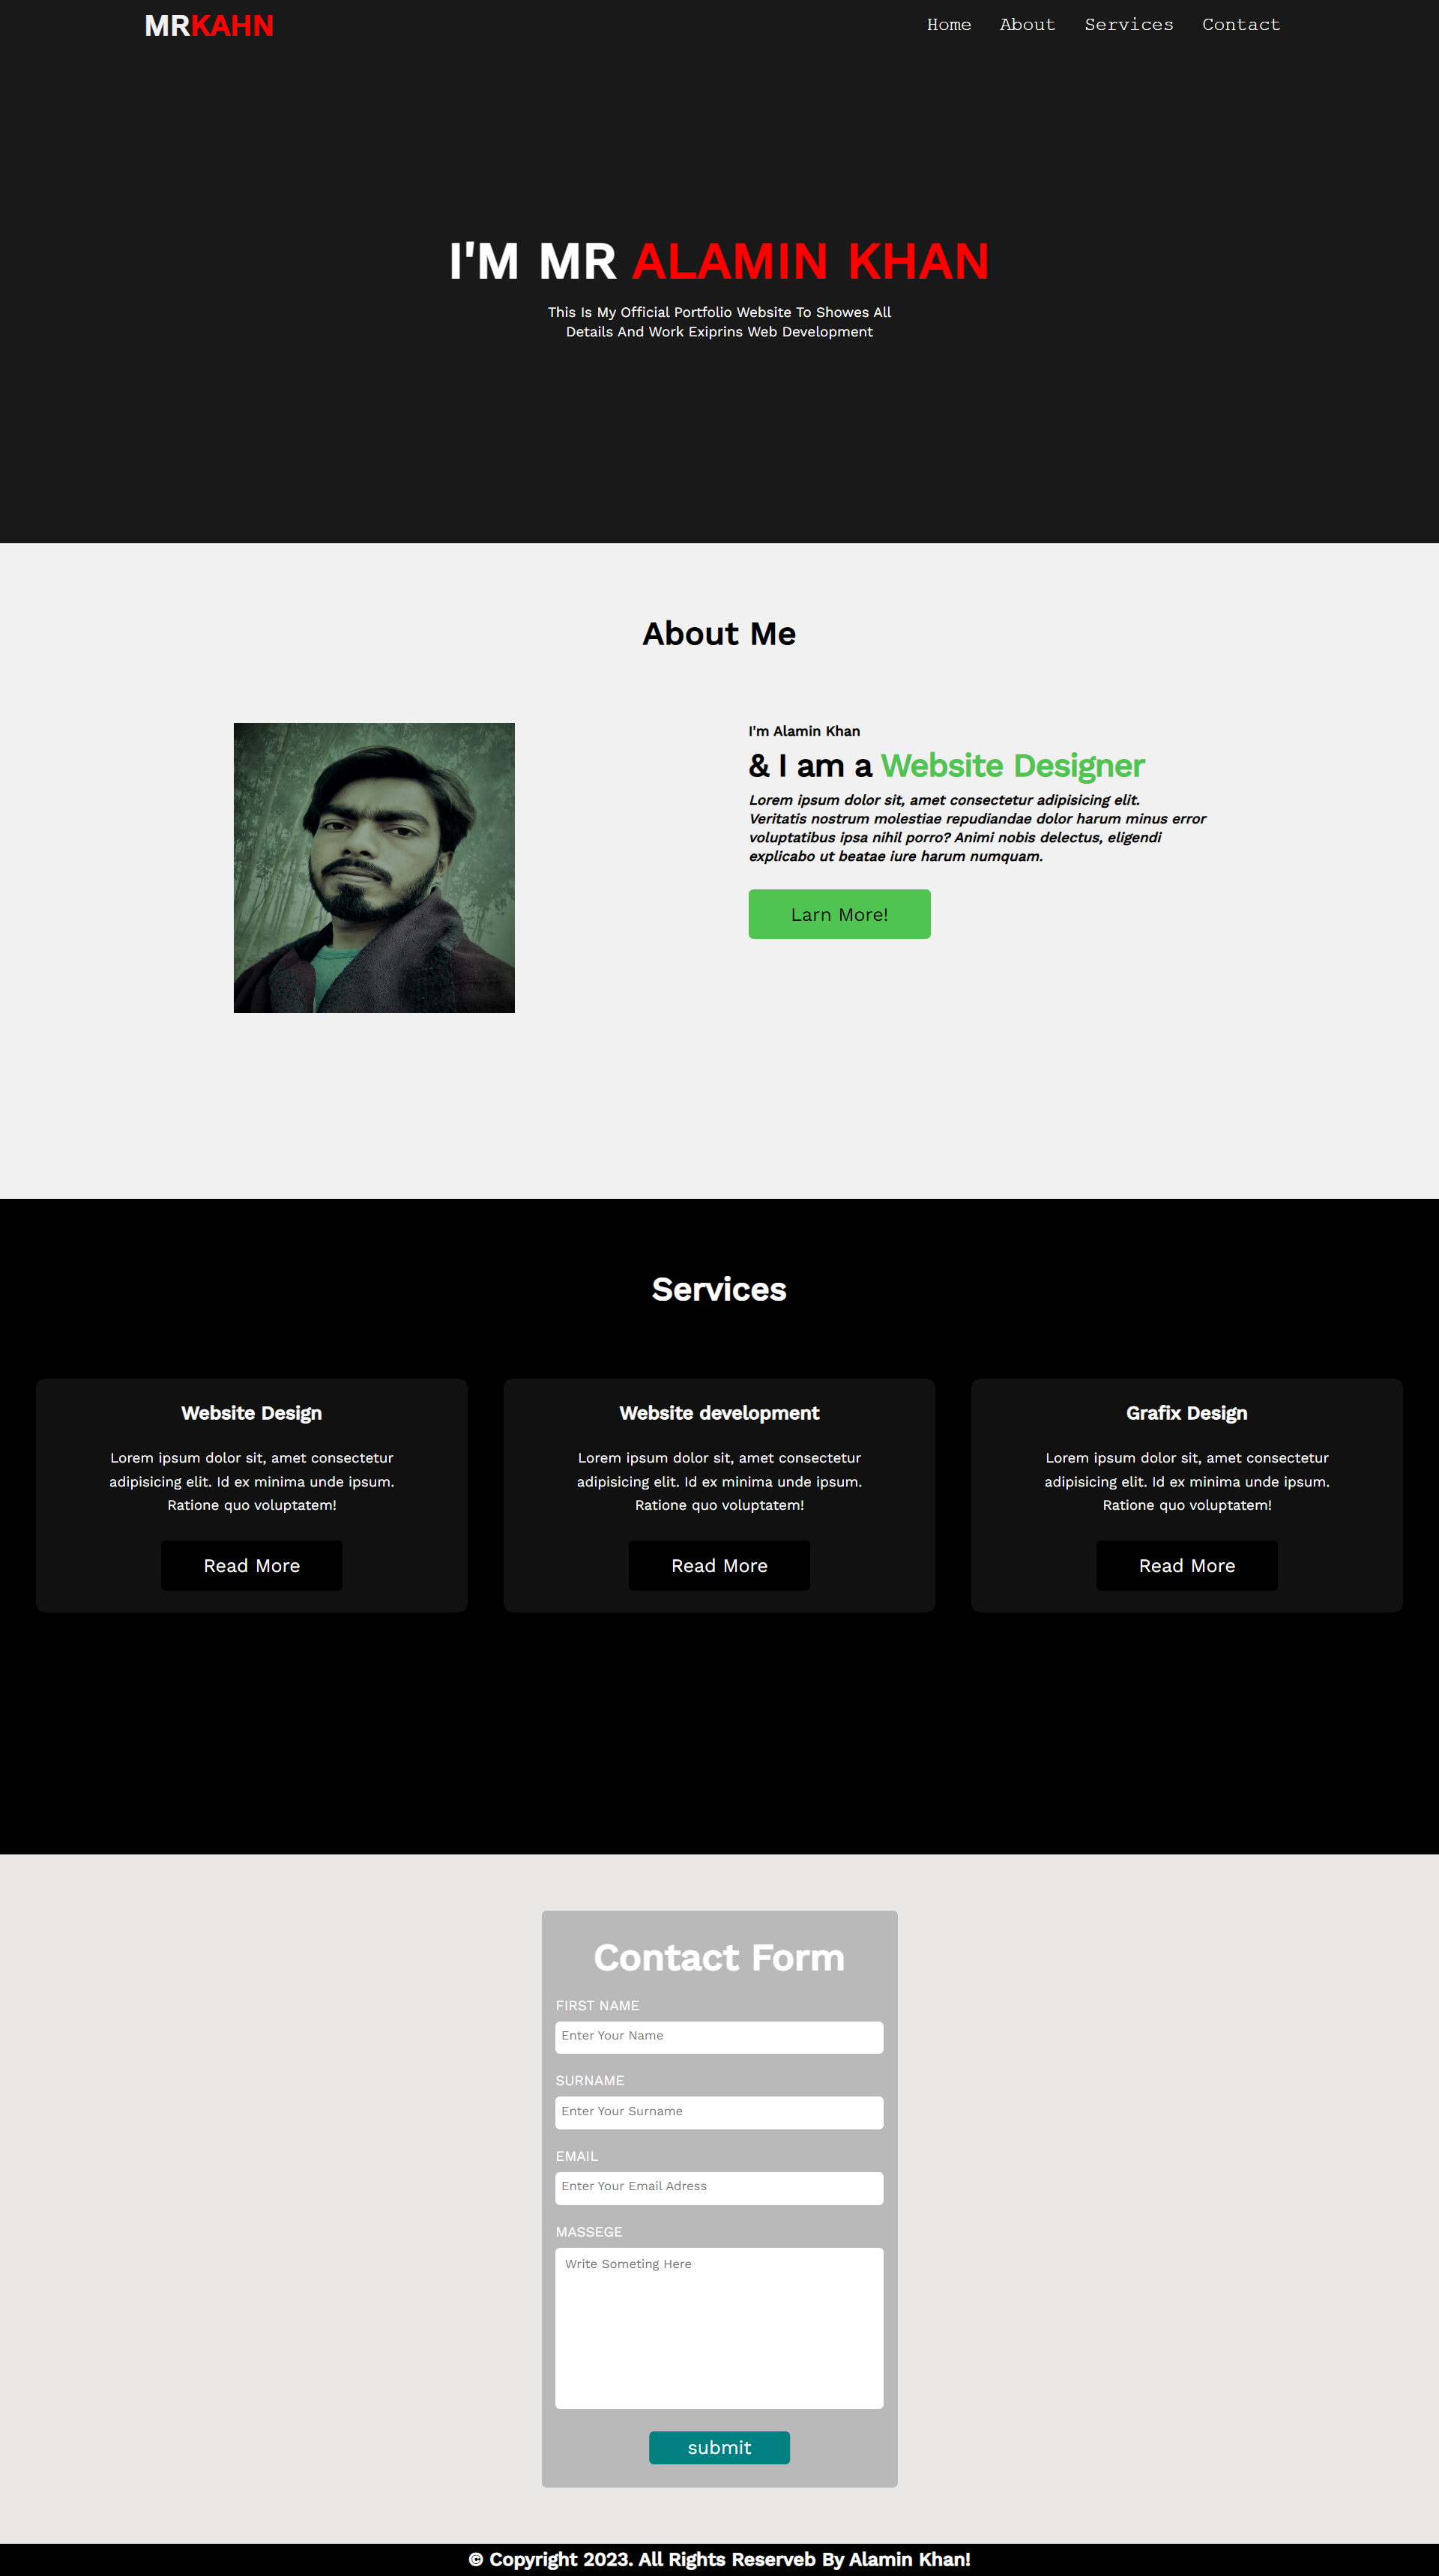 MRKAHN
Home About Services Contact
I'M MR ALAMIN KHAN
This Is My Official Portfolio Website To Showes All
Details And Work Exiprins Web Development
About Me
I'm Alamin Khan
& I am a Website Designer
Lorem ipsum dolor sit, amet consectetur adipisicing elit.
Veritatis nostrum molestiae repudiandae dolor harum minus error
voluptatibus ipsa nihil porro? Animi nobis delectus, eligendi
explicabo ut beatae iure harum numquam.
Larn More!
Services
Website Design
Lorem ipsum dolor sit, amet consectetur
adipisicing elit. Id ex minima unde ipsum.
Ratione quo voluptatem!
Read More
Website development
Lorem ipsum dolor sit, amet consectetur
adipisicing elit. Id ex minima unde ipsum.
Ratione quo voluptatem!
Read More
Grafix Design
Lorem ipsum dolor sit, amet consectetur
adipisicing elit. Id ex minima unde ipsum.
Ratione quo voluptatem!
Read More
Contact Form
FIRST NAME
Enter Your Name
SURNAME
Enter Your Surname
EMAIL
Enter Your Email Adress
MASSEGE
Write Someting Here
submit
© Copyright 2023. All Rights Reserveb By Alamin Khan!